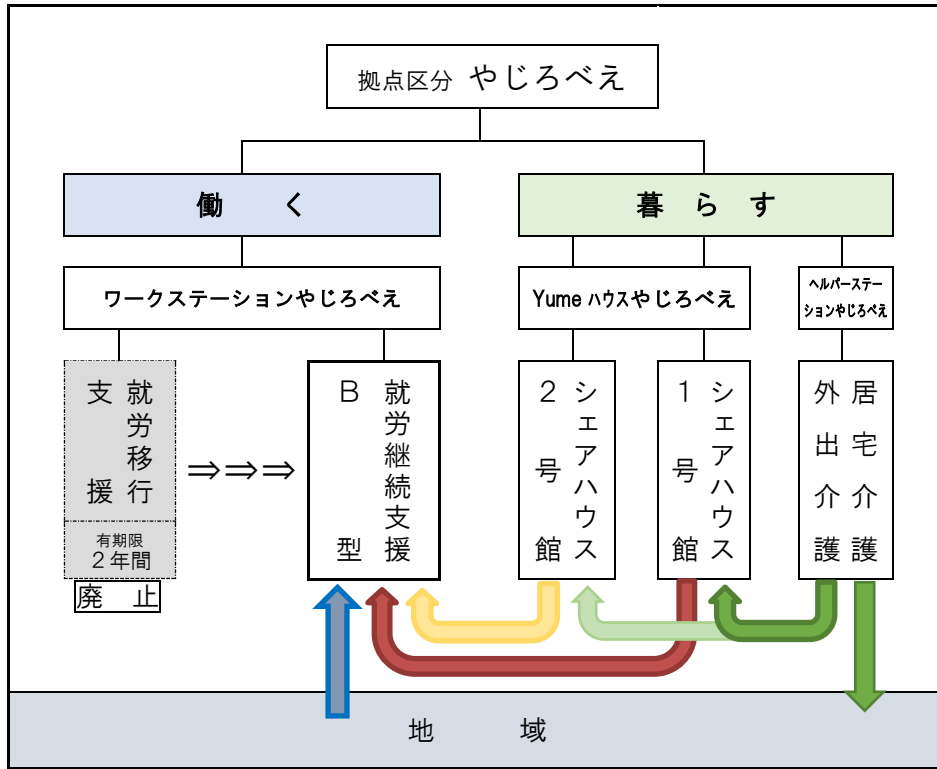 拠点区分 やじろべえ
働く
暮らす
ワークステーションやじろべえ
Yume ハウスやじろべえ
ヘルパーステー
ションやじろべえ
就労移行
支援
有期限
2年間
廃止
⇒⇒⇒
就労継続支援
B型
シェアハウス
2号館
シェアハウス
1号館
居宅介護
外出介護
地域